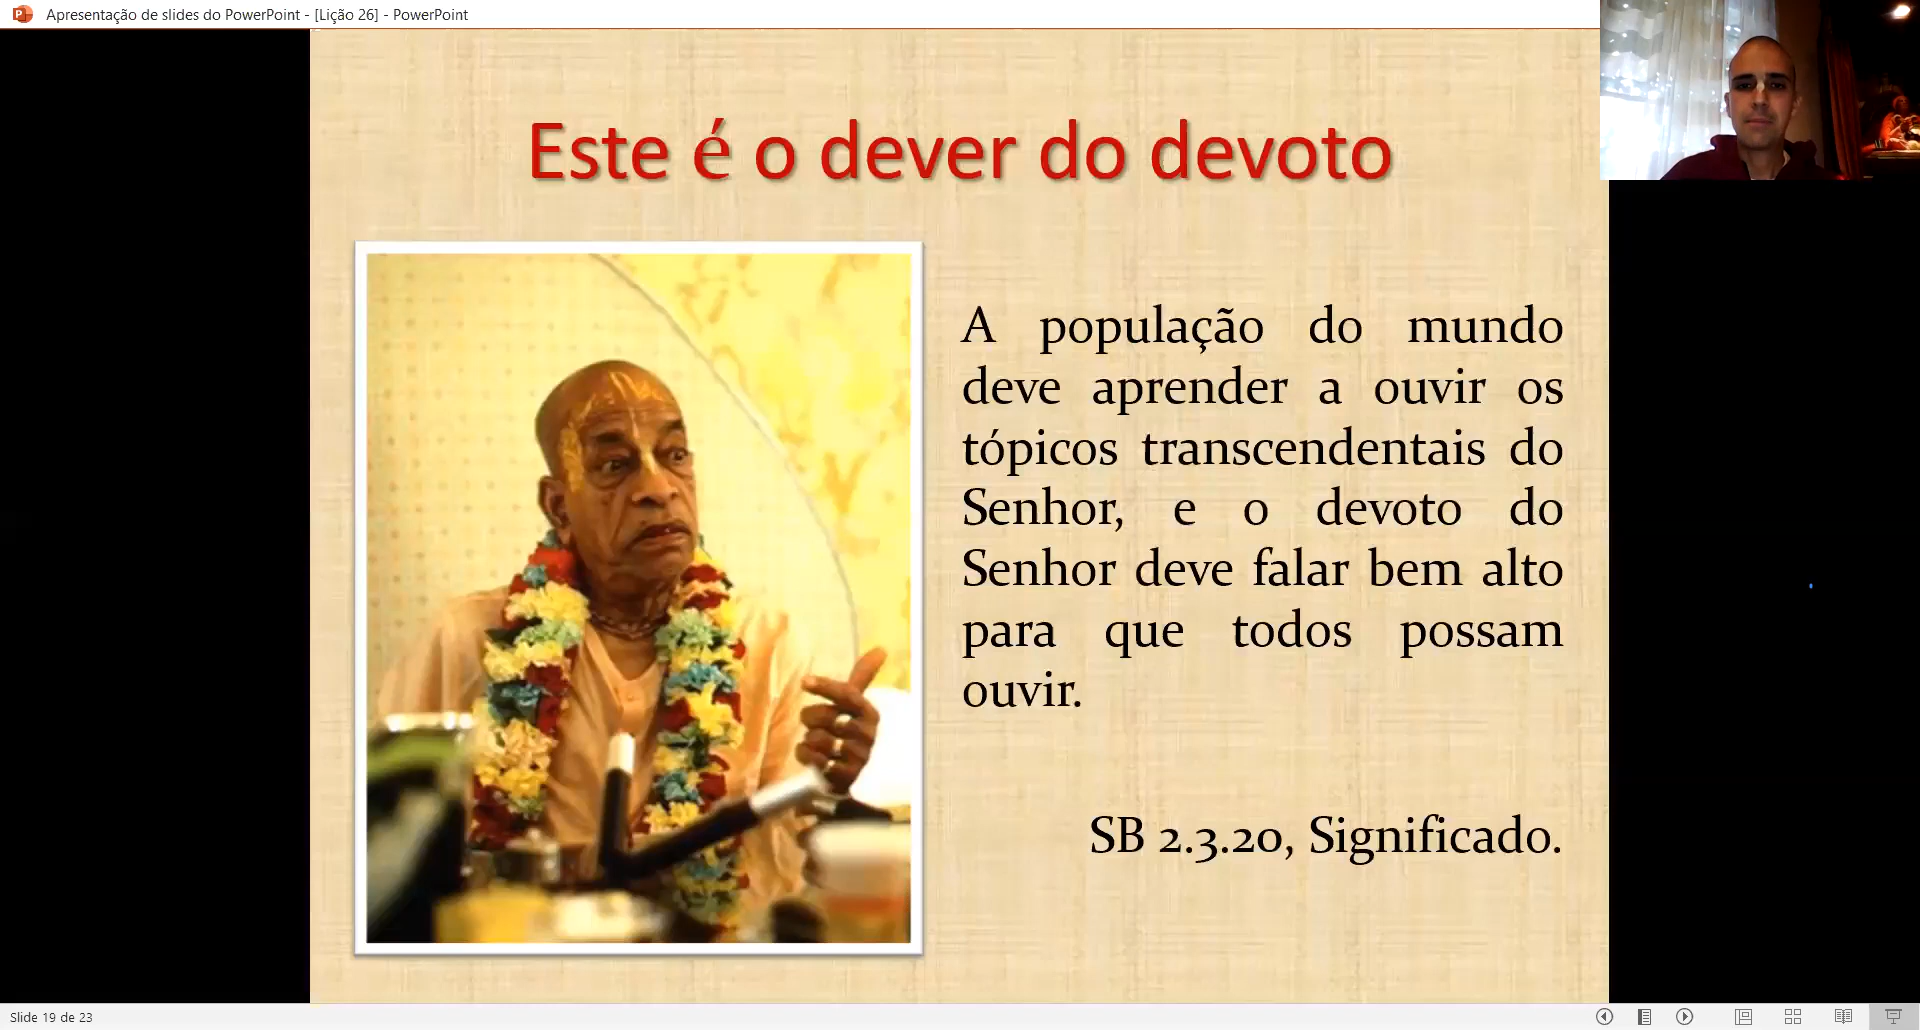 Apresentação de slides do PowerPoint - [Lição 26] - PowerPoint
Este é o dever do devoto
A população do mundo
deve aprender a ouvir os
tópicos transcendentais do
Senhor, e o devoto do
Senhor deve falar bem alto
para que todos possam
ouvir.
SB 2.3.20, Significado.
Slide 19 de 23